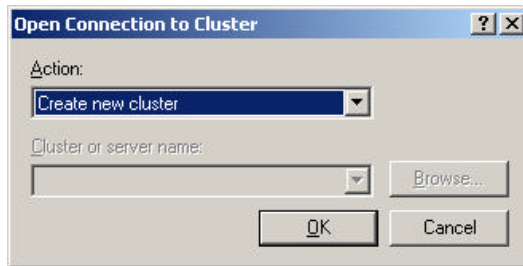 Open Connection to Cluster
Action:
Create new cluster
Cluster or server name:
Browse...
OK
Cancel